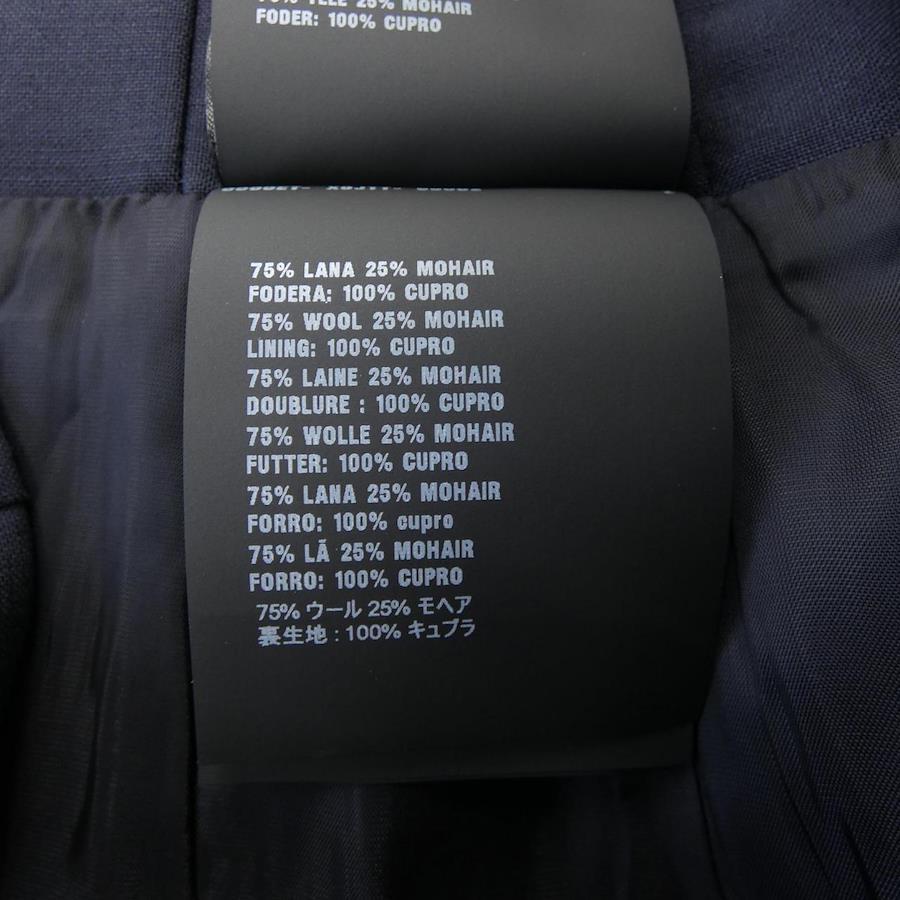 25% MOHAIR
FODER: 100% CUPRO
75% LANA 25% MOHAIR
FODERA: 100% CUPRO
75% WOOL 25% MOHAIR
LINING: 100% CUPRO
75% LAINE 25% MOHAIR
DOUBLURE : 100% CUPRO
75% WOLLE 25% MOHAIR
FUTTER: 100% CUPRO
75% LANA 25% MOHAIR
FORRO: 100% cupro
75% LÃ 25% MOHAIR
FORRO: 100% CUPRO
75% ウール 25% モヘア
裏生地 : 100% キュプラ